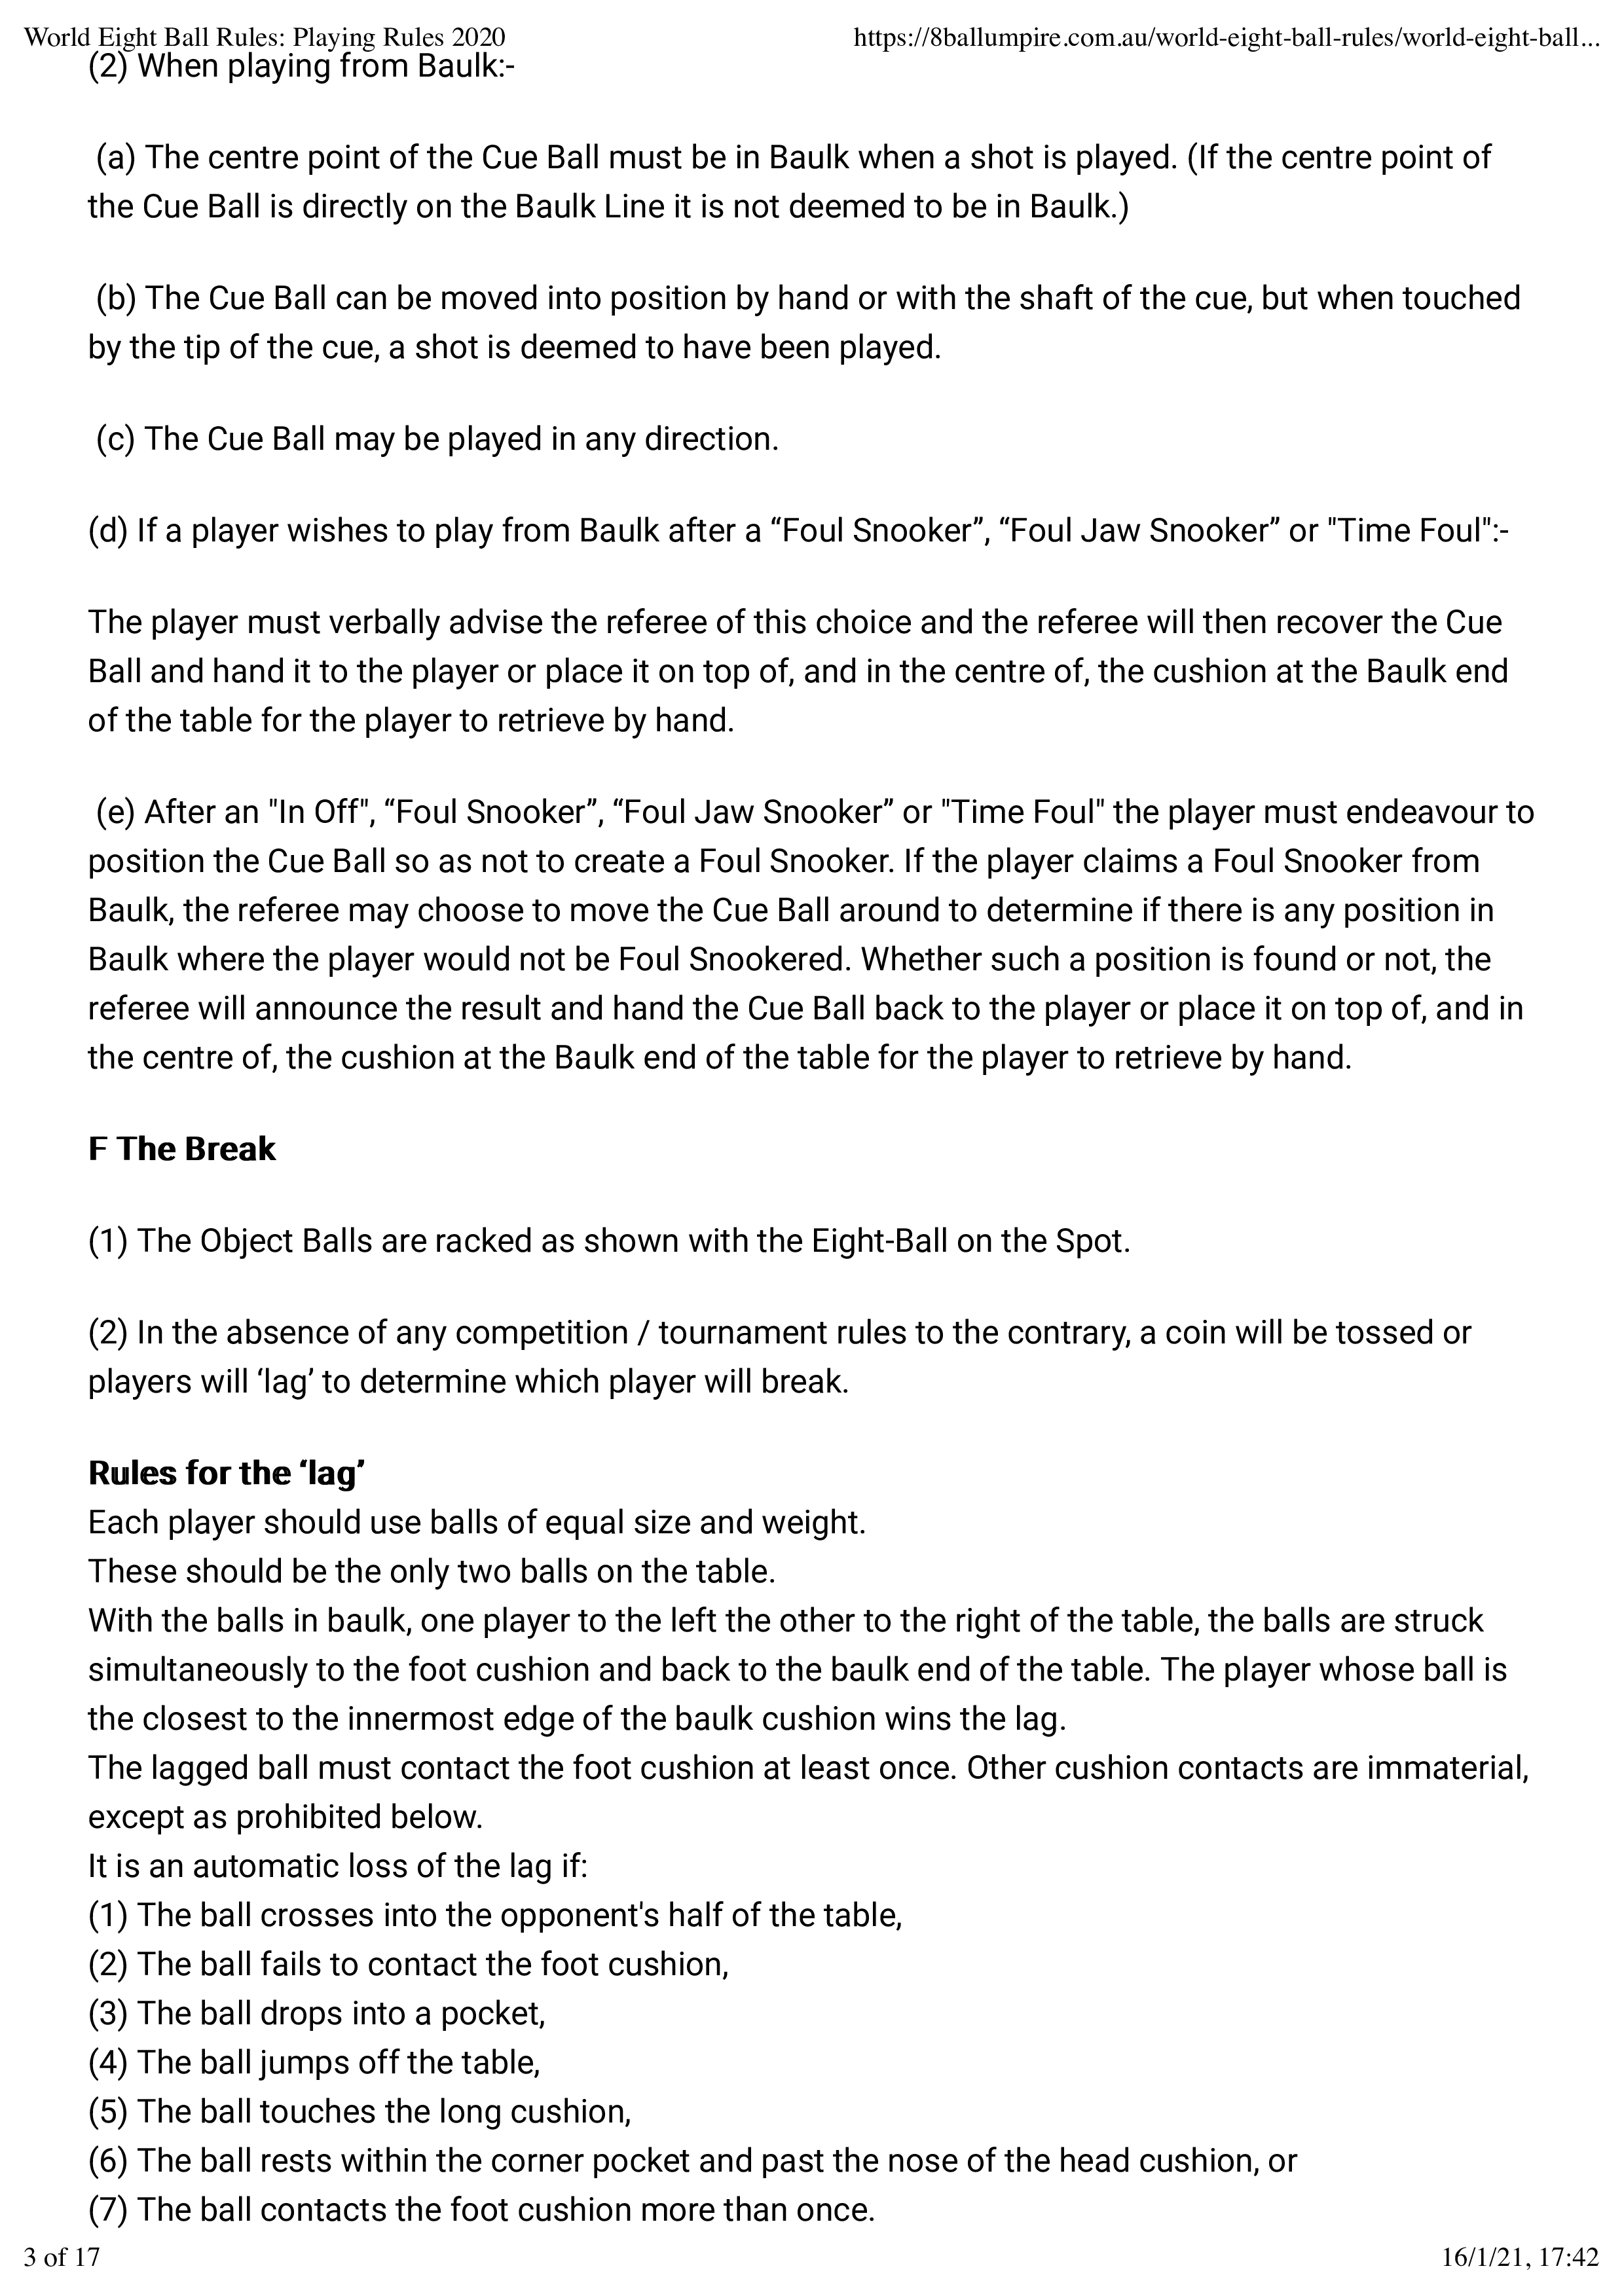 World Eight Ball Rules: Playing Rules 2020 https://8ballumpire.com.au/world-eight-ball-rules/world-eight-ball...
(2) When playing from Baulk:-
(a) The centre point of the Cue Ball must be in Baulk when a shot is played. (If the centre point of
the Cue Ball is directly on the Baulk Line it is not deemed to be in Baulk.)
(b) The Cue Ball can be moved into position by hand or with the shaft of the cue, but when touched
by the tip of the cue, a shot is deemed to have been played.
(c) The Cue Ball may be played in any direction.
(d) If a player wishes to play from Baulk after a “Foul Snooker”, “Foul Jaw Snooker” or "Time Foul":-
The player must verbally advise the referee of this choice and the referee will then recover the Cue
Ball and hand it to the player or place it on top of, and in the centre of, the cushion at the Baulk end
of the table for the player to retrieve by hand.
(e) After an "In Off", “Foul Snooker”, “Foul Jaw Snooker” or "Time Foul" the player must endeavour to
position the Cue Ball so as not to create a Foul Snooker. If the player claims a Foul Snooker from
Baulk, the referee may choose to move the Cue Ball around to determine if there is any position in
Baulk where the player would not be Foul Snookered. Whether such a position is found or not, the
referee will announce the result and hand the Cue Ball back to the player or place it on top of, and in
the centre of, the cushion at the Baulk end of the table for the player to retrieve by hand.
F The Break
(1) The Object Balls are racked as shown with the Eight-Ball on the Spot.
(2) In the absence of any competition / tournament rules to the contrary, a coin will be tossed or
players will ‘lag’ to determine which player will break.
Rules for the ‘lag’
Each player should use balls of equal size and weight.
These should be the only two balls on the table.
With the balls in baulk, one player to the left the other to the right of the table, the balls are struck
simultaneously to the foot cushion and back to the baulk end of the table. The player whose ball is
the closest to the innermost edge of the baulk cushion wins the lag.
The lagged ball must contact the foot cushion at least once. Other cushion contacts are immaterial,
except as prohibited below.
It is an automatic loss of the lag if:
(1) The ball crosses into the opponent's half of the table,
(2) The ball fails to contact the foot cushion,
(3) The ball drops into a pocket,
(4) The ball jumps off the table,
(5) The ball touches the long cushion,
(6) The ball rests within the corner pocket and past the nose of the head cushion, or
(7) The ball contacts the foot cushion more than once.
3 of 17 16/1/21, 17:42